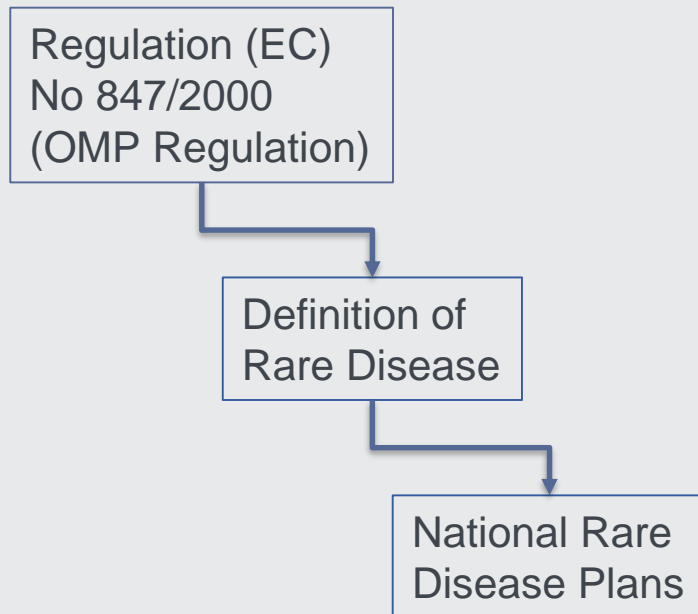 Regulation (EC)
No 847/2000
(OMP Regulation)
Definition of
Rare Disease
National Rare
Disease Plans